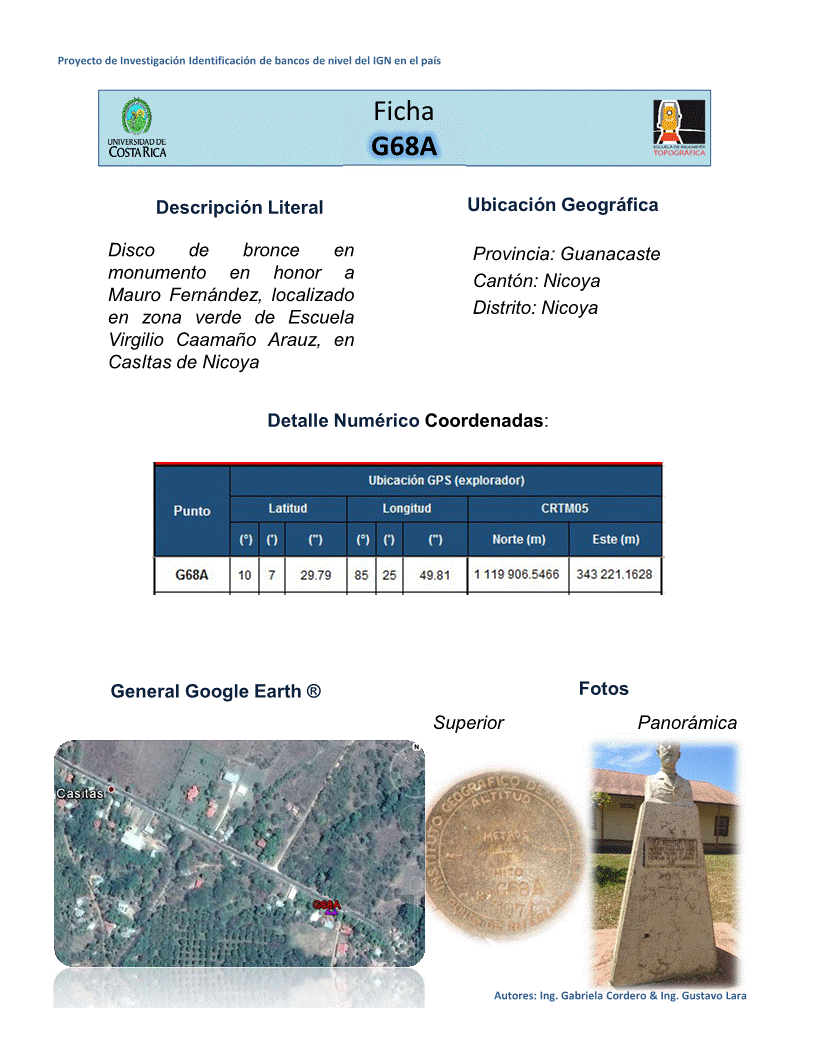 Proyecto de Investigación Identificación de bancos de nivel del IGN en el país
UNIVERSIDAD DE
COSTA RICA
Ficha
G68A
ESCUELA DE INGENIERÍA
TOPOGRÁFICA
Descripción Literal
Disco de bronce en
monumento en honor a
Mauro Fernández, localizado
en zona verde de Escuela
Virgilio Caamaño Arauz, en
CasItas de Nicoya
Ubicación Geográfica
Provincia: Guanacaste
Cantón: Nicoya
Distrito: Nicoya
Detalle Numérico Coordenadas:
Punto
Ubicación GPS (explorador)
Latitud Longitud CRTM05
(°) (') (") (°) (') (") Norte (m) Este (m)
G68A 10 7 29.79 85 25 49.81 1 119 906.5466 343 221.1628
General Google Earth ®
Fotos
Superior Panorámica
N
Casitas
G68A
INSTITUTO GEOGRAFICO DE
ALTITUD
METROS
HITO
G68A
Autores: Ing. Gabriela Cordero & Ing. Gustavo Lara